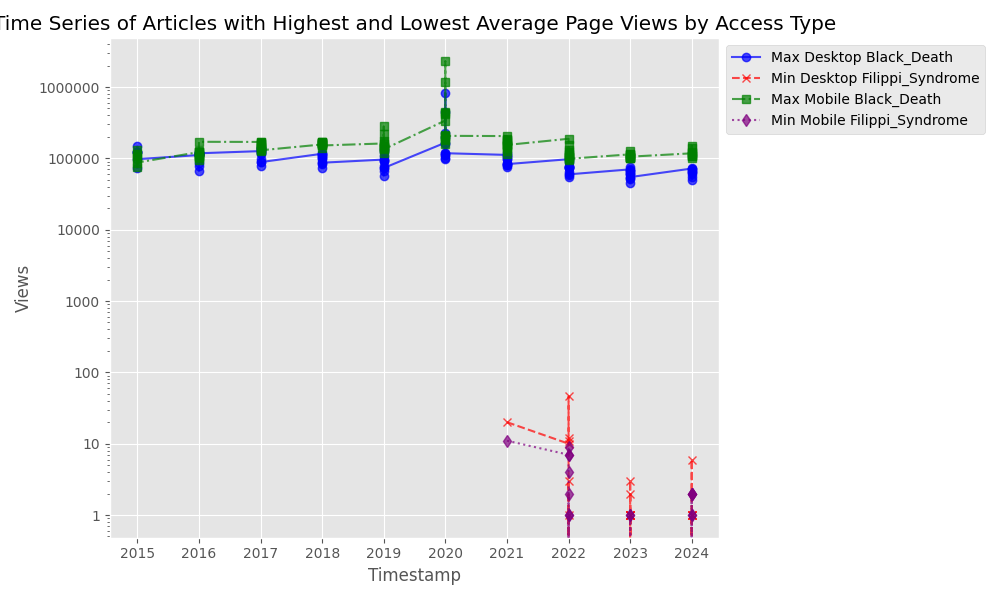 Time Series of Articles with Highest and Lowest Average Page Views by Access Type
Max Desktop Black_Death
Min Desktop Filippi_Syndrome
Max Mobile Black_Death
Min Mobile Filippi_Syndrome
Views
1000000
100000
10000
1000
100
10
1
2015 2016 2017 2018 2019 2020 2021 2022 2023 2024
Timestamp